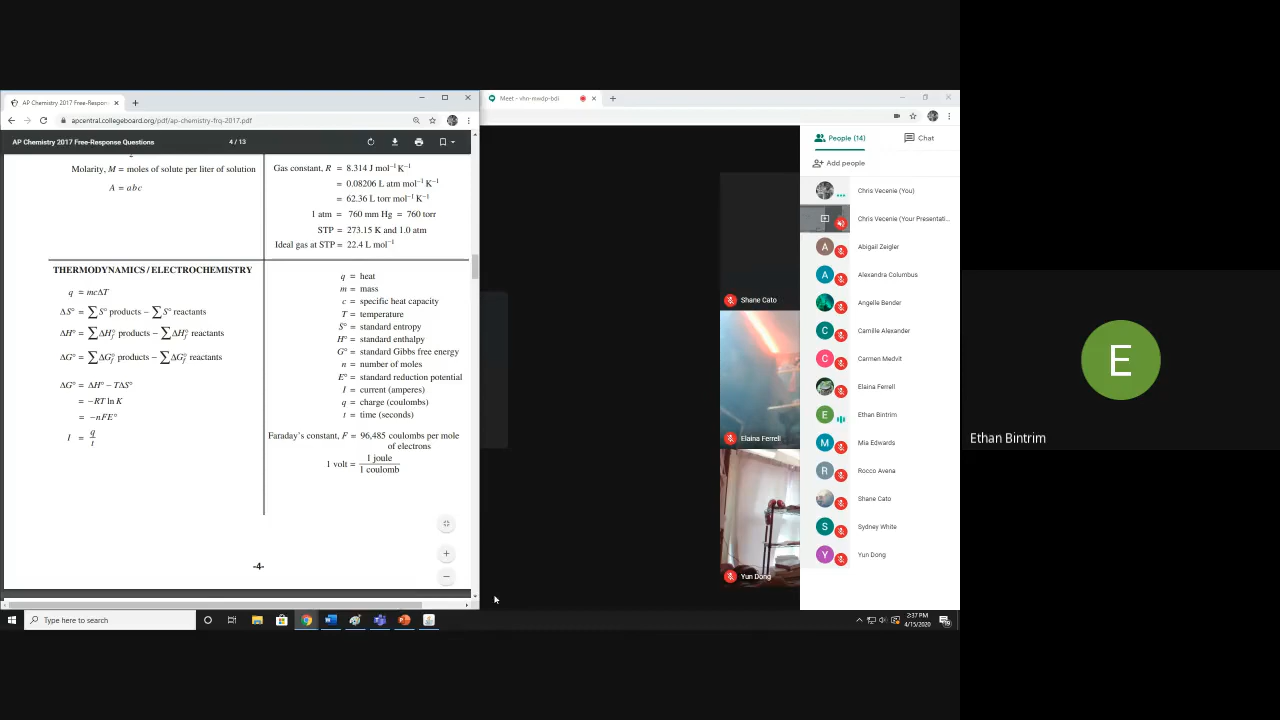 AP Chemistry 2017 Free-Respon
apcentral.collegeboard.org/pdf/ap-chemistry-frq-2017.pdf
AP Chemistry 2017 Free-Response Questions
4 / 13
Molarity, M = moles of solute per liter of solution
A = abc
Gas constant, R = 8.314 J mol⁻¹ K⁻¹
= 0.08206 L atm mol⁻¹ K⁻¹
= 62.36 L torr mol⁻¹ K⁻¹
1 atm = 760 mm Hg = 760 torr
STP = 273.15 K and 1.0 atm
Ideal gas at STP = 22.4 L mol⁻¹
THERMODYNAMICS / ELECTROCHEMISTRY
q = mcΔT
ΔS° = ∑ S° products − ∑ S° reactants
ΔH° = ∑ ΔH°f products − ∑ ΔH°f reactants
ΔG° = ∑ ΔG°f products − ∑ ΔG°f reactants
ΔG° = ΔH° − TΔS°
= −RT ln K
= −nFE°
I = q/t
q = heat
m = mass
c = specific heat capacity
T = temperature
S° = standard entropy
H° = standard enthalpy
G° = standard Gibbs free energy
n = number of moles
E° = standard reduction potential
I = current (amperes)
q = charge (coulombs)
t = time (seconds)
Faraday's constant, F = 96,485 coulombs per mole
of electrons
1 volt = 1 joule / 1 coulomb
-4-
Type here to search
Meet - vhn-mwdp-bdi
Shane Cato
Elaina Ferrell
Yun Dong
People (14)
Chat
Add people
Chris Vecenie (You)
Chris Vecenie (Your Presentati...
A
Abigail Zeigler
A
Alexandra Columbus
Angelle Bender
C
Camille Alexander
C
Carmen Medvit
Elaina Ferrell
E
Ethan Bintrim
M
Mia Edwards
R
Rocco Avena
Shane Cato
S
Sydney White
Y
Yun Dong
2:37 PM
4/15/2020
E
Ethan Bintrim